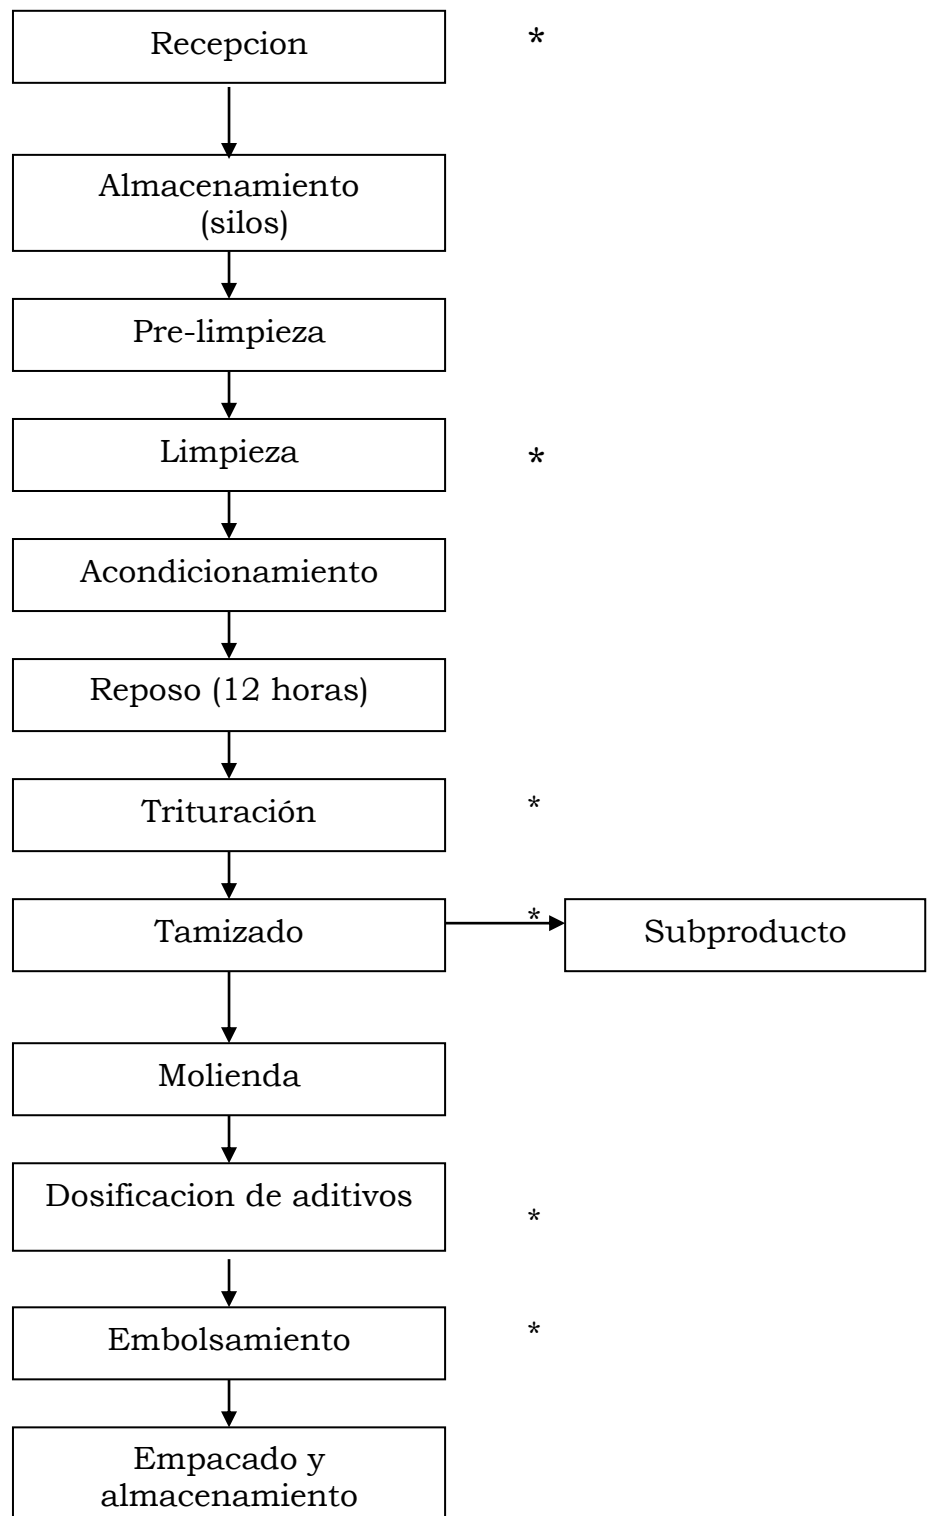 Recepcion *
Almacenamiento
(silos)
Pre-limpieza
Limpieza *
Acondicionamiento
Reposo (12 horas)
Trituración *
Tamizado * Subproducto
Molienda
Dosificacion de aditivos
*
Embolsamiento *
Empacado y
almacenamiento